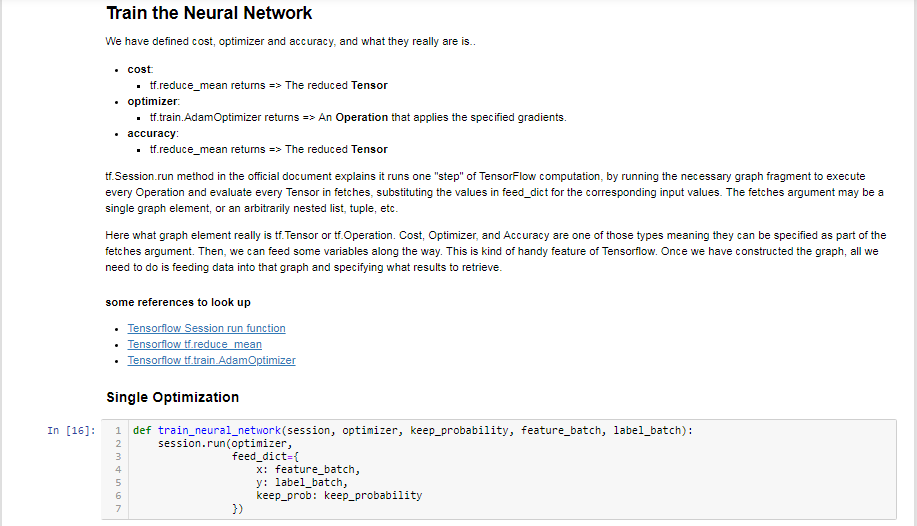 Train the Neural Network
We have defined cost, optimizer and accuracy, and what they really are is..
• cost:
▪ tf.reduce_mean returns => The reduced Tensor
• optimizer:
▪ tf.train.AdamOptimizer returns => An Operation that applies the specified gradients.
• accuracy:
▪ tf.reduce_mean returns => The reduced Tensor
tf.Session.run method in the official document explains it runs one "step" of TensorFlow computation, by running the necessary graph fragment to execute
every Operation and evaluate every Tensor in fetches, substituting the values in feed_dict for the corresponding input values. The fetches argument may be a
single graph element, or an arbitrarily nested list, tuple, etc.
Here what graph element really is tf.Tensor or tf.Operation. Cost, Optimizer, and Accuracy are one of those types meaning they can be specified as part of the
fetches argument. Then, we can feed some variables along the way. This is kind of handy feature of Tensorflow. Once we have constructed the graph, all we
need to do is feeding data into that graph and specifying what results to retrieve.
some references to look up
• Tensorflow Session run function
• Tensorflow tf.reduce_mean
• Tensorflow tf.train.AdamOptimizer
Single Optimization
In [16]: 1 def train_neural_network(session, optimizer, keep_probability, feature_batch, label_batch):
2     session.run(optimizer,
3                 feed_dict={
4                     x: feature_batch,
5                     y: label_batch,
6                     keep_prob: keep_probability
7                 })